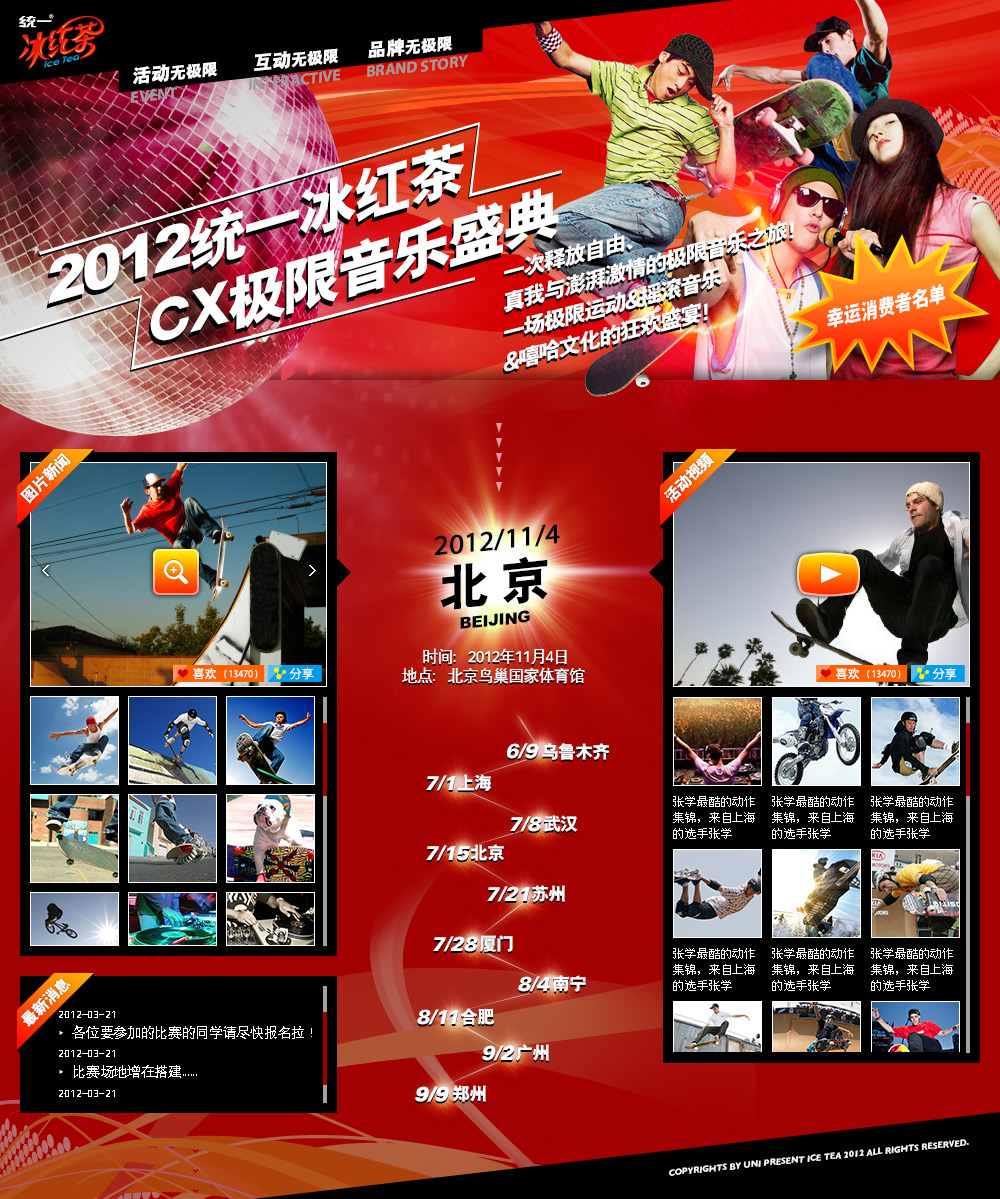 统一®
冰红茶
Ice Tea
活动无极限
EVENT
互动无极限
INTERACTIVE
品牌无极限
BRAND STORY
2012统一冰红茶
CX极限音乐盛典
一次释放自由、
真我与澎湃激情的极限音乐之旅!
一场极限运动&摇滚音乐
&嘻哈文化的狂欢盛宴!
幸运消费者名单
图片新闻
喜欢（13470）
分享
2012/11/4
北京
BEIJING
时间: 2012年11月4日
地点: 北京鸟巢国家体育馆
6/9 乌鲁木齐
7/1上海
7/8武汉
7/15北京
7/21苏州
7/28厦门
8/4南宁
8/11合肥
9/2广州
9/9 郑州
活动视频
喜欢（13470）
分享
张学最酷的动作
集锦，来自上海
的选手张学
张学最酷的动作
集锦，来自上海
的选手张学
张学最酷的动作
集锦，来自上海
的选手张学
KIA
KIA
MOTORS
张学最酷的动作
集锦，来自上海
的选手张学
张学最酷的动作
集锦，来自上海
的选手张学
张学最酷的动作
集锦，来自上海
的选手张学
最新消息
2012-03-21
各位要参加的比赛的同学请尽快报名拉！
2012-03-21
比赛场地增在搭建......
2012-03-21
COPYRIGHTS BY UNI PRESENT ICE TEA 2012 ALL RIGHTS RESERVED.